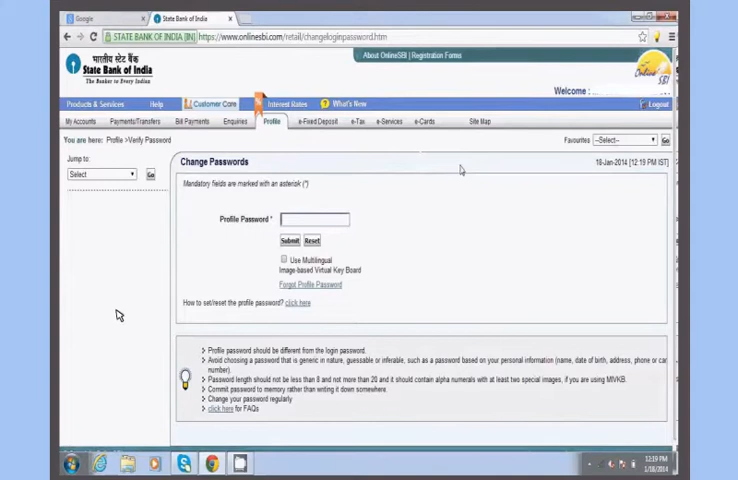 Google
State Bank of India
STATE BANK OF INDIA [IN]
https://www.onlinesbi.com/retail/changeloginpassword.htm
भारतीय स्टेट बैंक
State Bank of India
The Banker to Every Indian
About OnlineSBI | Registration Forms
Online SBI
Welcome :
Products & Services Help Customer Care Interest Rates ? What's New Logout
My Accounts Payments/Transfers Bill Payments Enquiries Profile e-Fixed Deposit e-Tax e-Services e-Cards Site Map
You are here: Profile >Verify Password
Favourites --Select-- Go
Jump to:
Select Go
Change Passwords
18-Jan-2014 [12:19 PM IST]
Mandatory fields are marked with an asterisk (*)
Profile Password *
Submit Reset
Use Multilingual
Image-based Virtual Key Board
Forgot Profile Password
How to set/reset the profile password? click here
Profile password should be different from the login password.
Avoid choosing a password that is generic in nature, guessable or inferable, such as a password based on your personal information (name, date of birth, address, phone or car
number).
Password length should not be less than 8 and not more than 20 and it should contain alpha numerals with at least two special images, if you are using MIVKB.
Commit password to memory rather than writing it down somewhere.
Change your password regularly
click here for FAQs
12:19 PM
1/18/2014